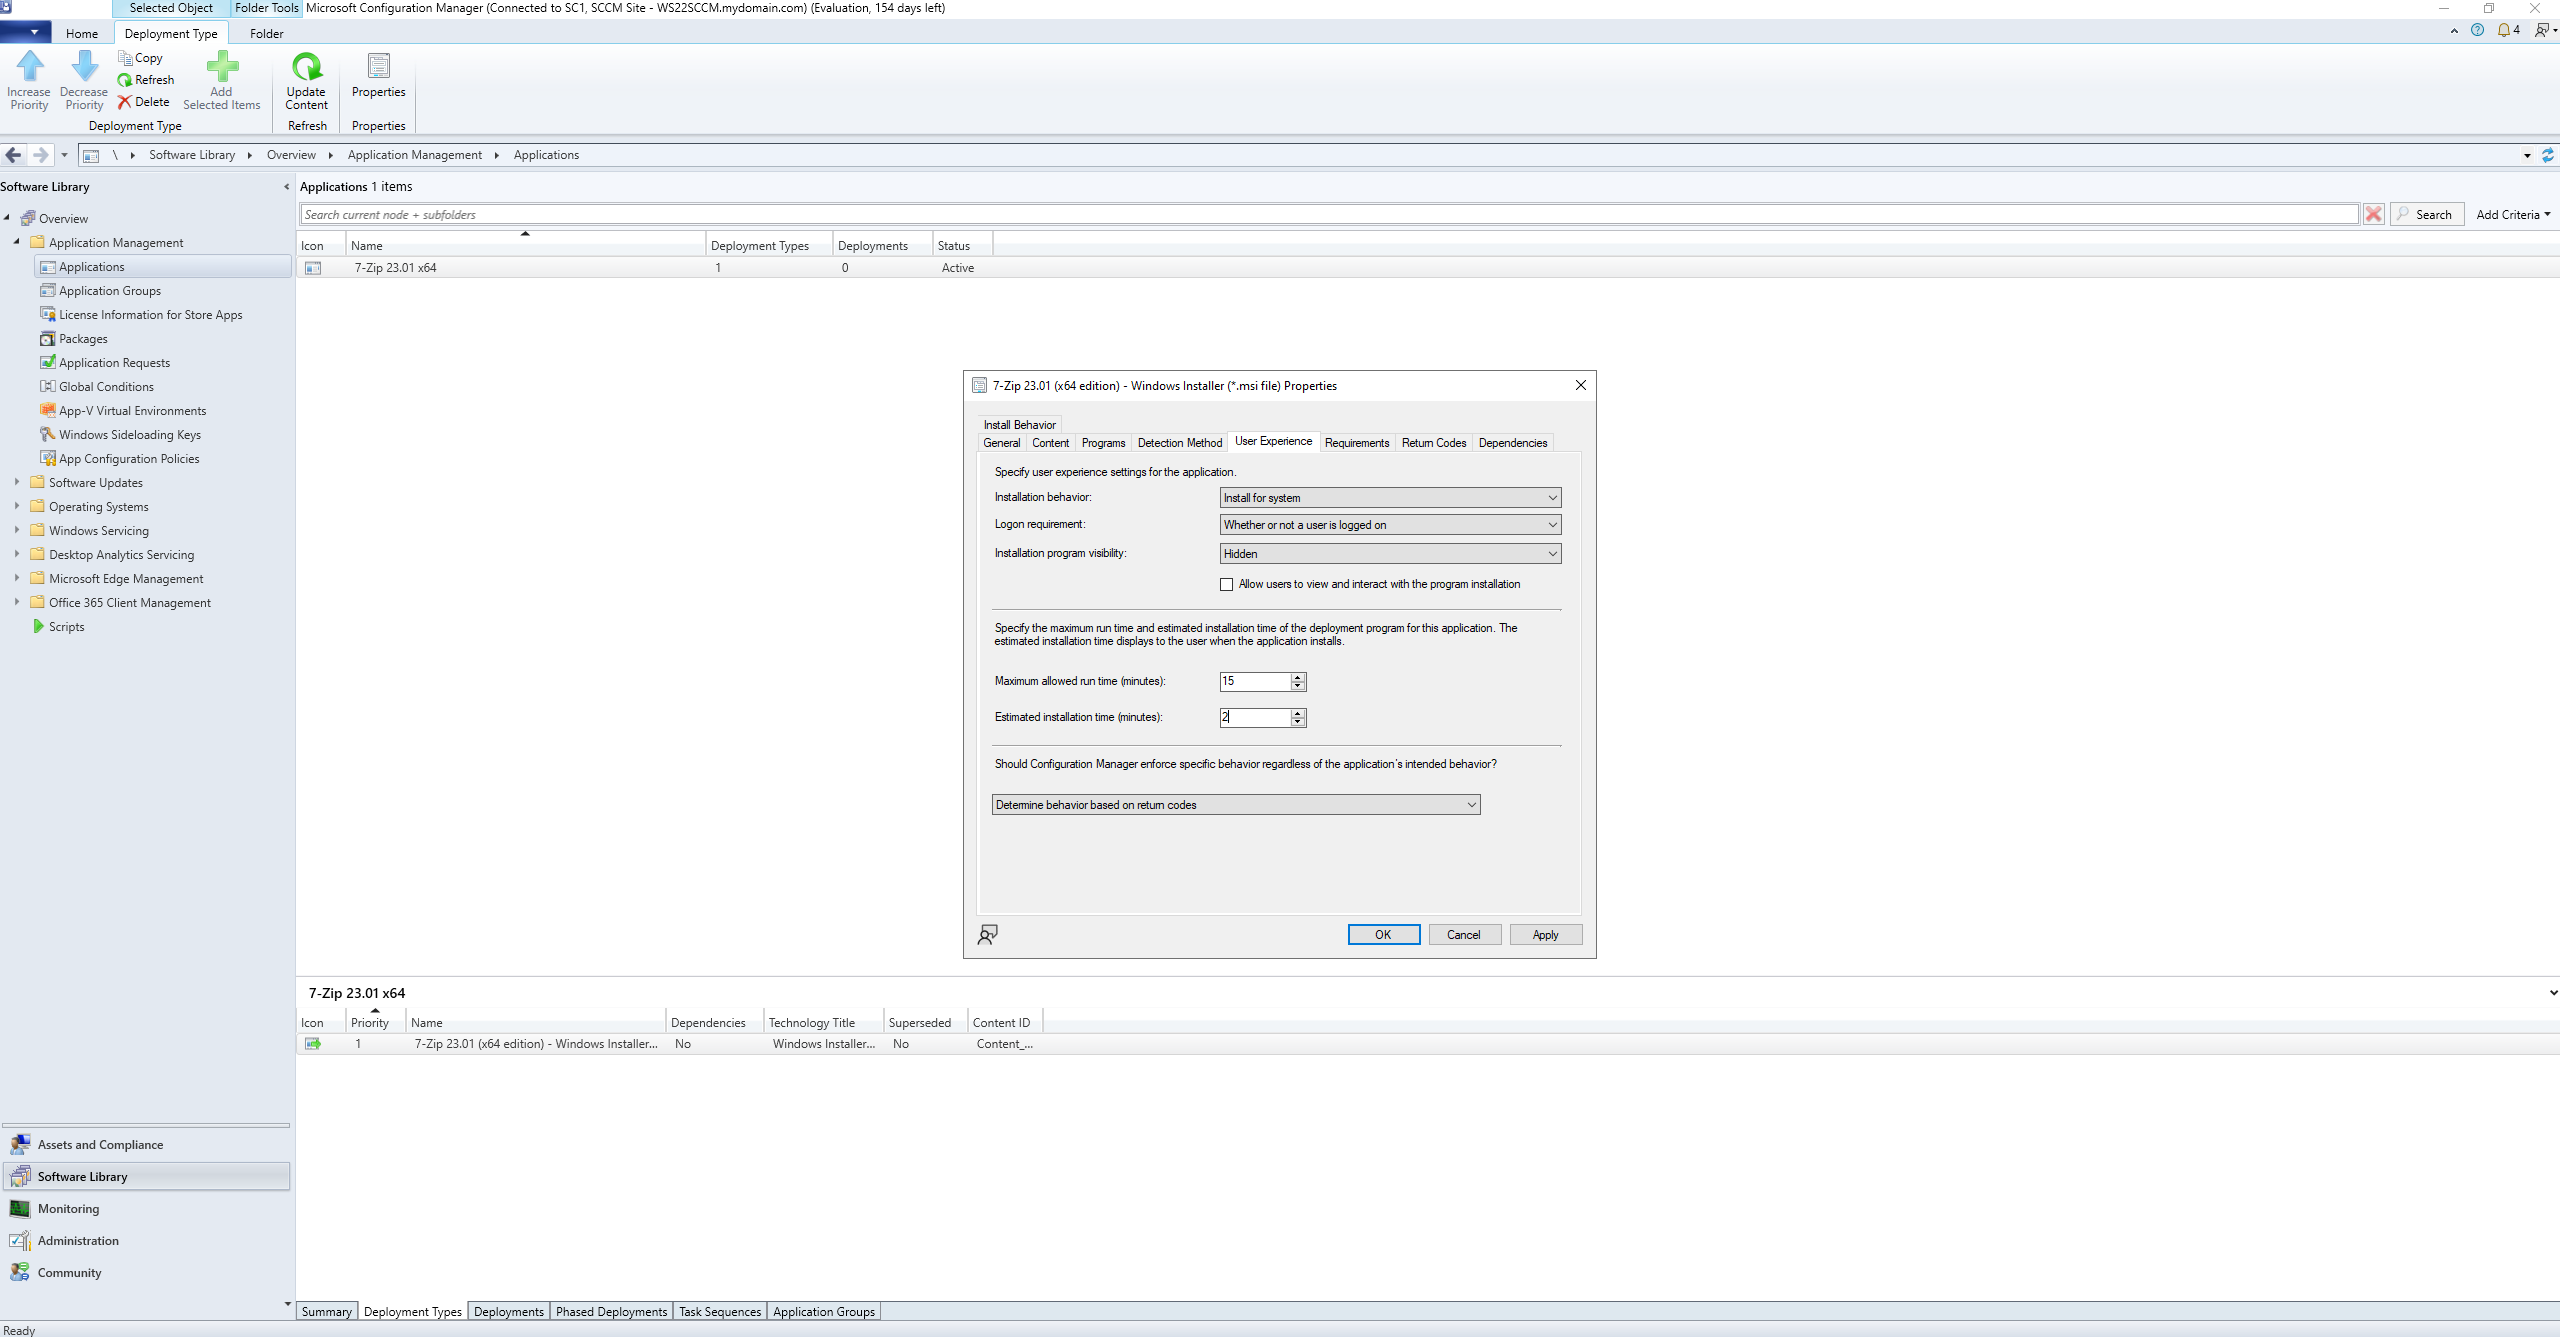 Selected Object Folder Tools Microsoft Configuration Manager (Connected to SC1, SCCM Site - WS22SCCM.mydomain.com) (Evaluation, 154 days left)
Home Deployment Type Folder 4
Increase Priority
Decrease Priority
Copy
Refresh
Delete
Add Selected Items
Deployment Type
Update Content
Refresh
Properties
Properties
\ Software Library Overview Application Management Applications
Software Library
Overview
Application Management
Applications
Application Groups
License Information for Store Apps
Packages
Application Requests
Global Conditions
App-V Virtual Environments
Windows Sideloading Keys
App Configuration Policies
Software Updates
Operating Systems
Windows Servicing
Desktop Analytics Servicing
Microsoft Edge Management
Office 365 Client Management
Scripts
Assets and Compliance
Software Library
Monitoring
Administration
Community
Applications 1 items
Search current node + subfolders Search Add Criteria
Icon Name Deployment Types Deployments Status
7-Zip 23.01 x64 1 0 Active
7-Zip 23.01 (x64 edition) - Windows Installer (*.msi file) Properties
Install Behavior
General Content Programs Detection Method User Experience Requirements Return Codes Dependencies
Specify user experience settings for the application.
Installation behavior: Install for system
Logon requirement: Whether or not a user is logged on
Installation program visibility: Hidden
Allow users to view and interact with the program installation
Specify the maximum run time and estimated installation time of the deployment program for this application. The
estimated installation time displays to the user when the application installs.
Maximum allowed run time (minutes): 15
Estimated installation time (minutes): 2
Should Configuration Manager enforce specific behavior regardless of the application's intended behavior?
Determine behavior based on return codes
OK Cancel Apply
7-Zip 23.01 x64
Icon Priority Name Dependencies Technology Title Superseded Content ID
1 7-Zip 23.01 (x64 edition) - Windows Installer... No Windows Installer... No Content_...
Summary Deployment Types Deployments Phased Deployments Task Sequences Application Groups
Ready